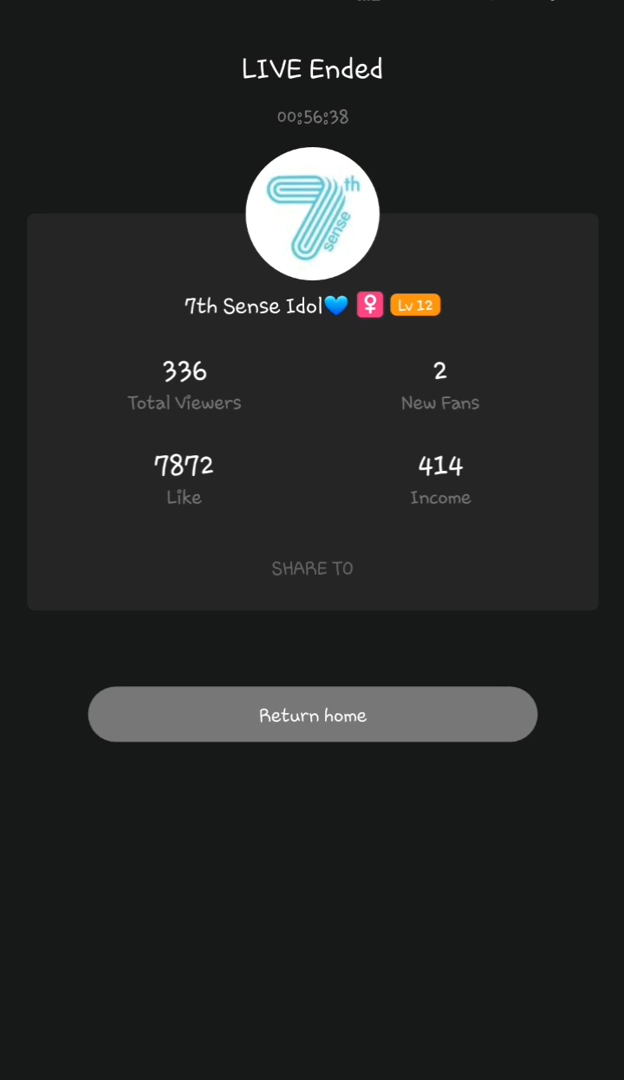 LIVE Ended
00:56:38
7th
sense
7th Sense Idol💙 Lv 12
336
Total Viewers
2
New Fans
7872
Like
414
Income
SHARE TO
Return home